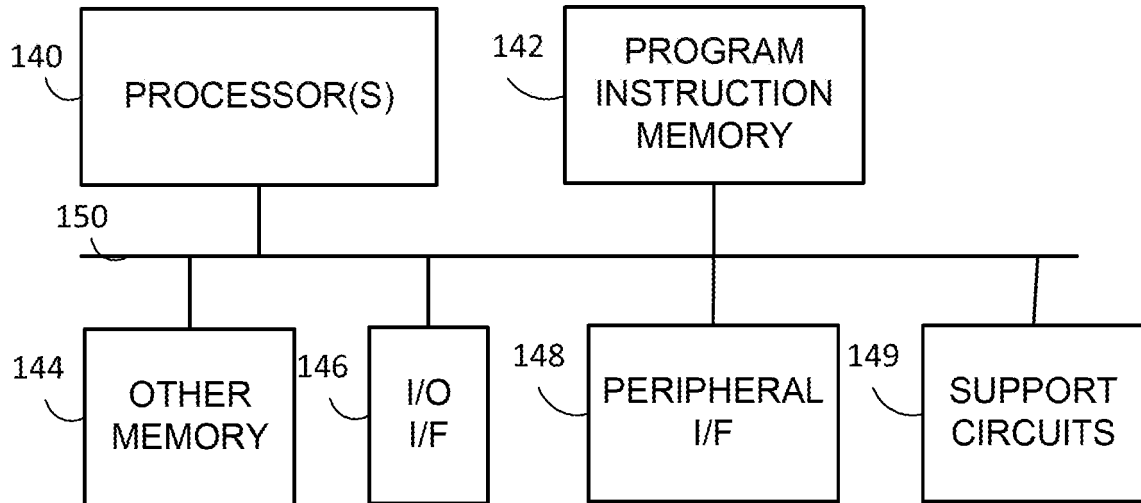 140
PROCESSOR(S)
142
PROGRAM
INSTRUCTION
MEMORY
150
144
OTHER
MEMORY
146
I/O
I/F
148
PERIPHERAL
I/F
149
SUPPORT
CIRCUITS